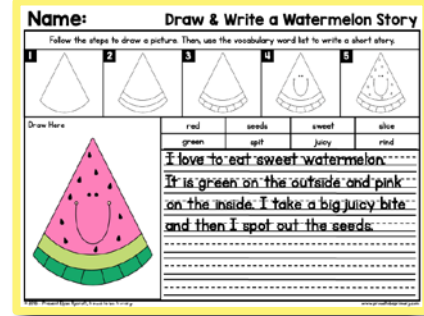 Name:
Draw & Write a Watermelon Story
Follow the steps to draw a picture. Then, use the vocabulary word list to write a short story.
1 2 3 4 5
Draw Here
red seeds sweet slice
green spit juicy rind
I love to eat sweet watermelon.
It is green on the outside and pink
on the inside. I take a big juicy bite
and then I spot out the seeds.